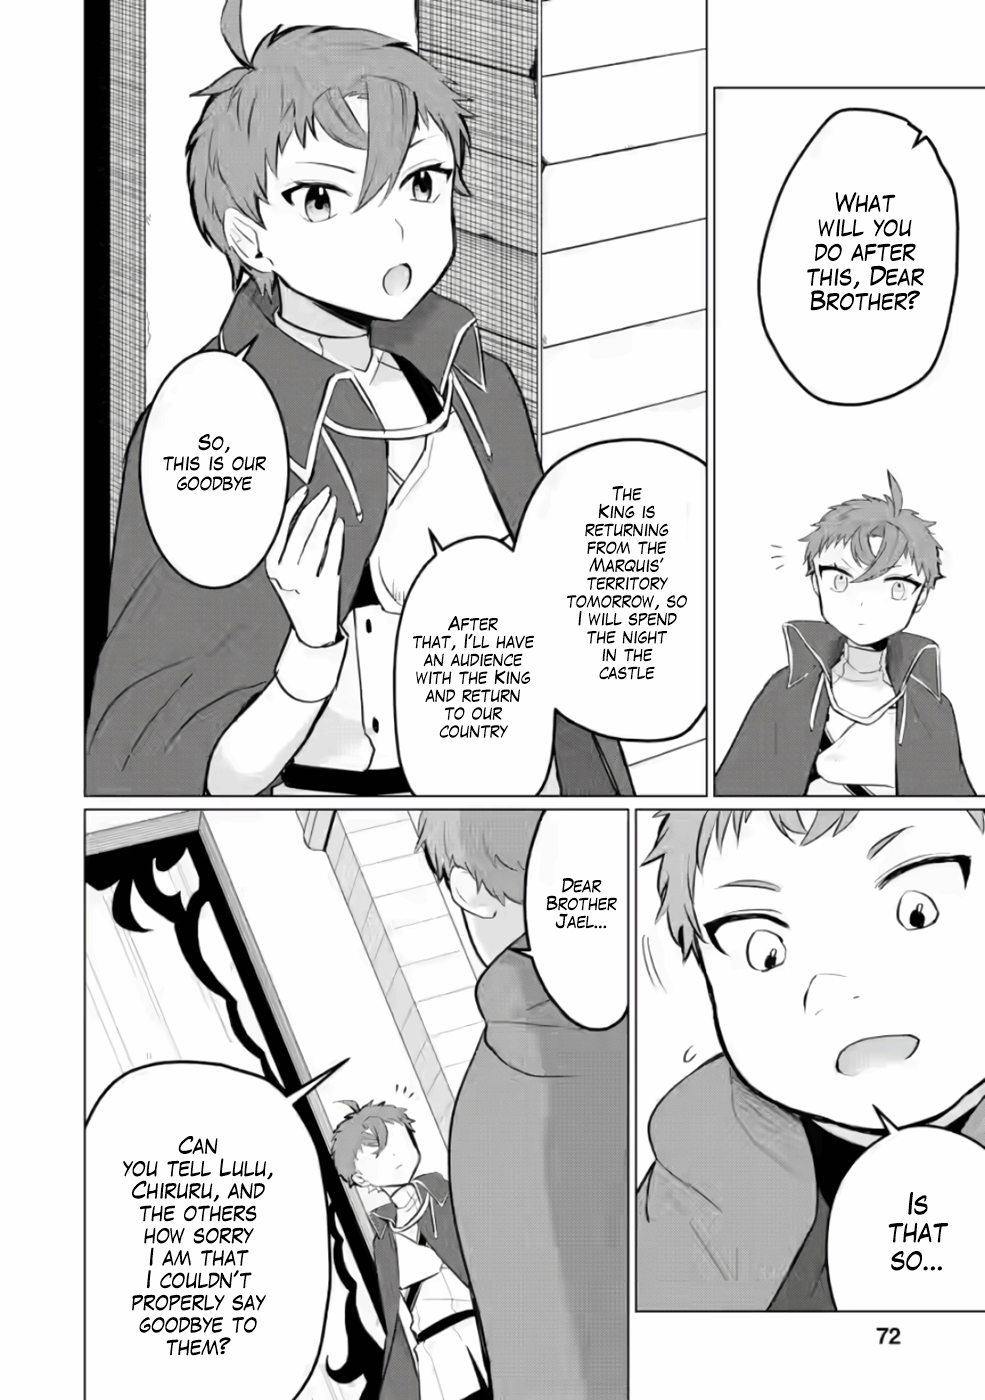 WHAT
WILL YOU
DO AFTER
THIS, DEAR
BROTHER?
THE
KING IS
RETURNING
FROM THE
MARQUIS'
TERRITORY
TOMORROW, SO
I WILL SPEND
THE NIGHT
IN THE
CASTLE
AFTER
THAT, I'LL HAVE
AN AUDIENCE
WITH THE KING
AND RETURN
TO OUR
COUNTRY
SO,
THIS IS OUR
GOODBYE
IS
THAT
SO...
DEAR
BROTHER
JAEL...
CAN
YOU TELL LULU,
CHIRURU, AND
THE OTHERS
HOW SORRY
I AM THAT
I COULDN'T
PROPERLY SAY
GOODBYE TO
THEM?
72